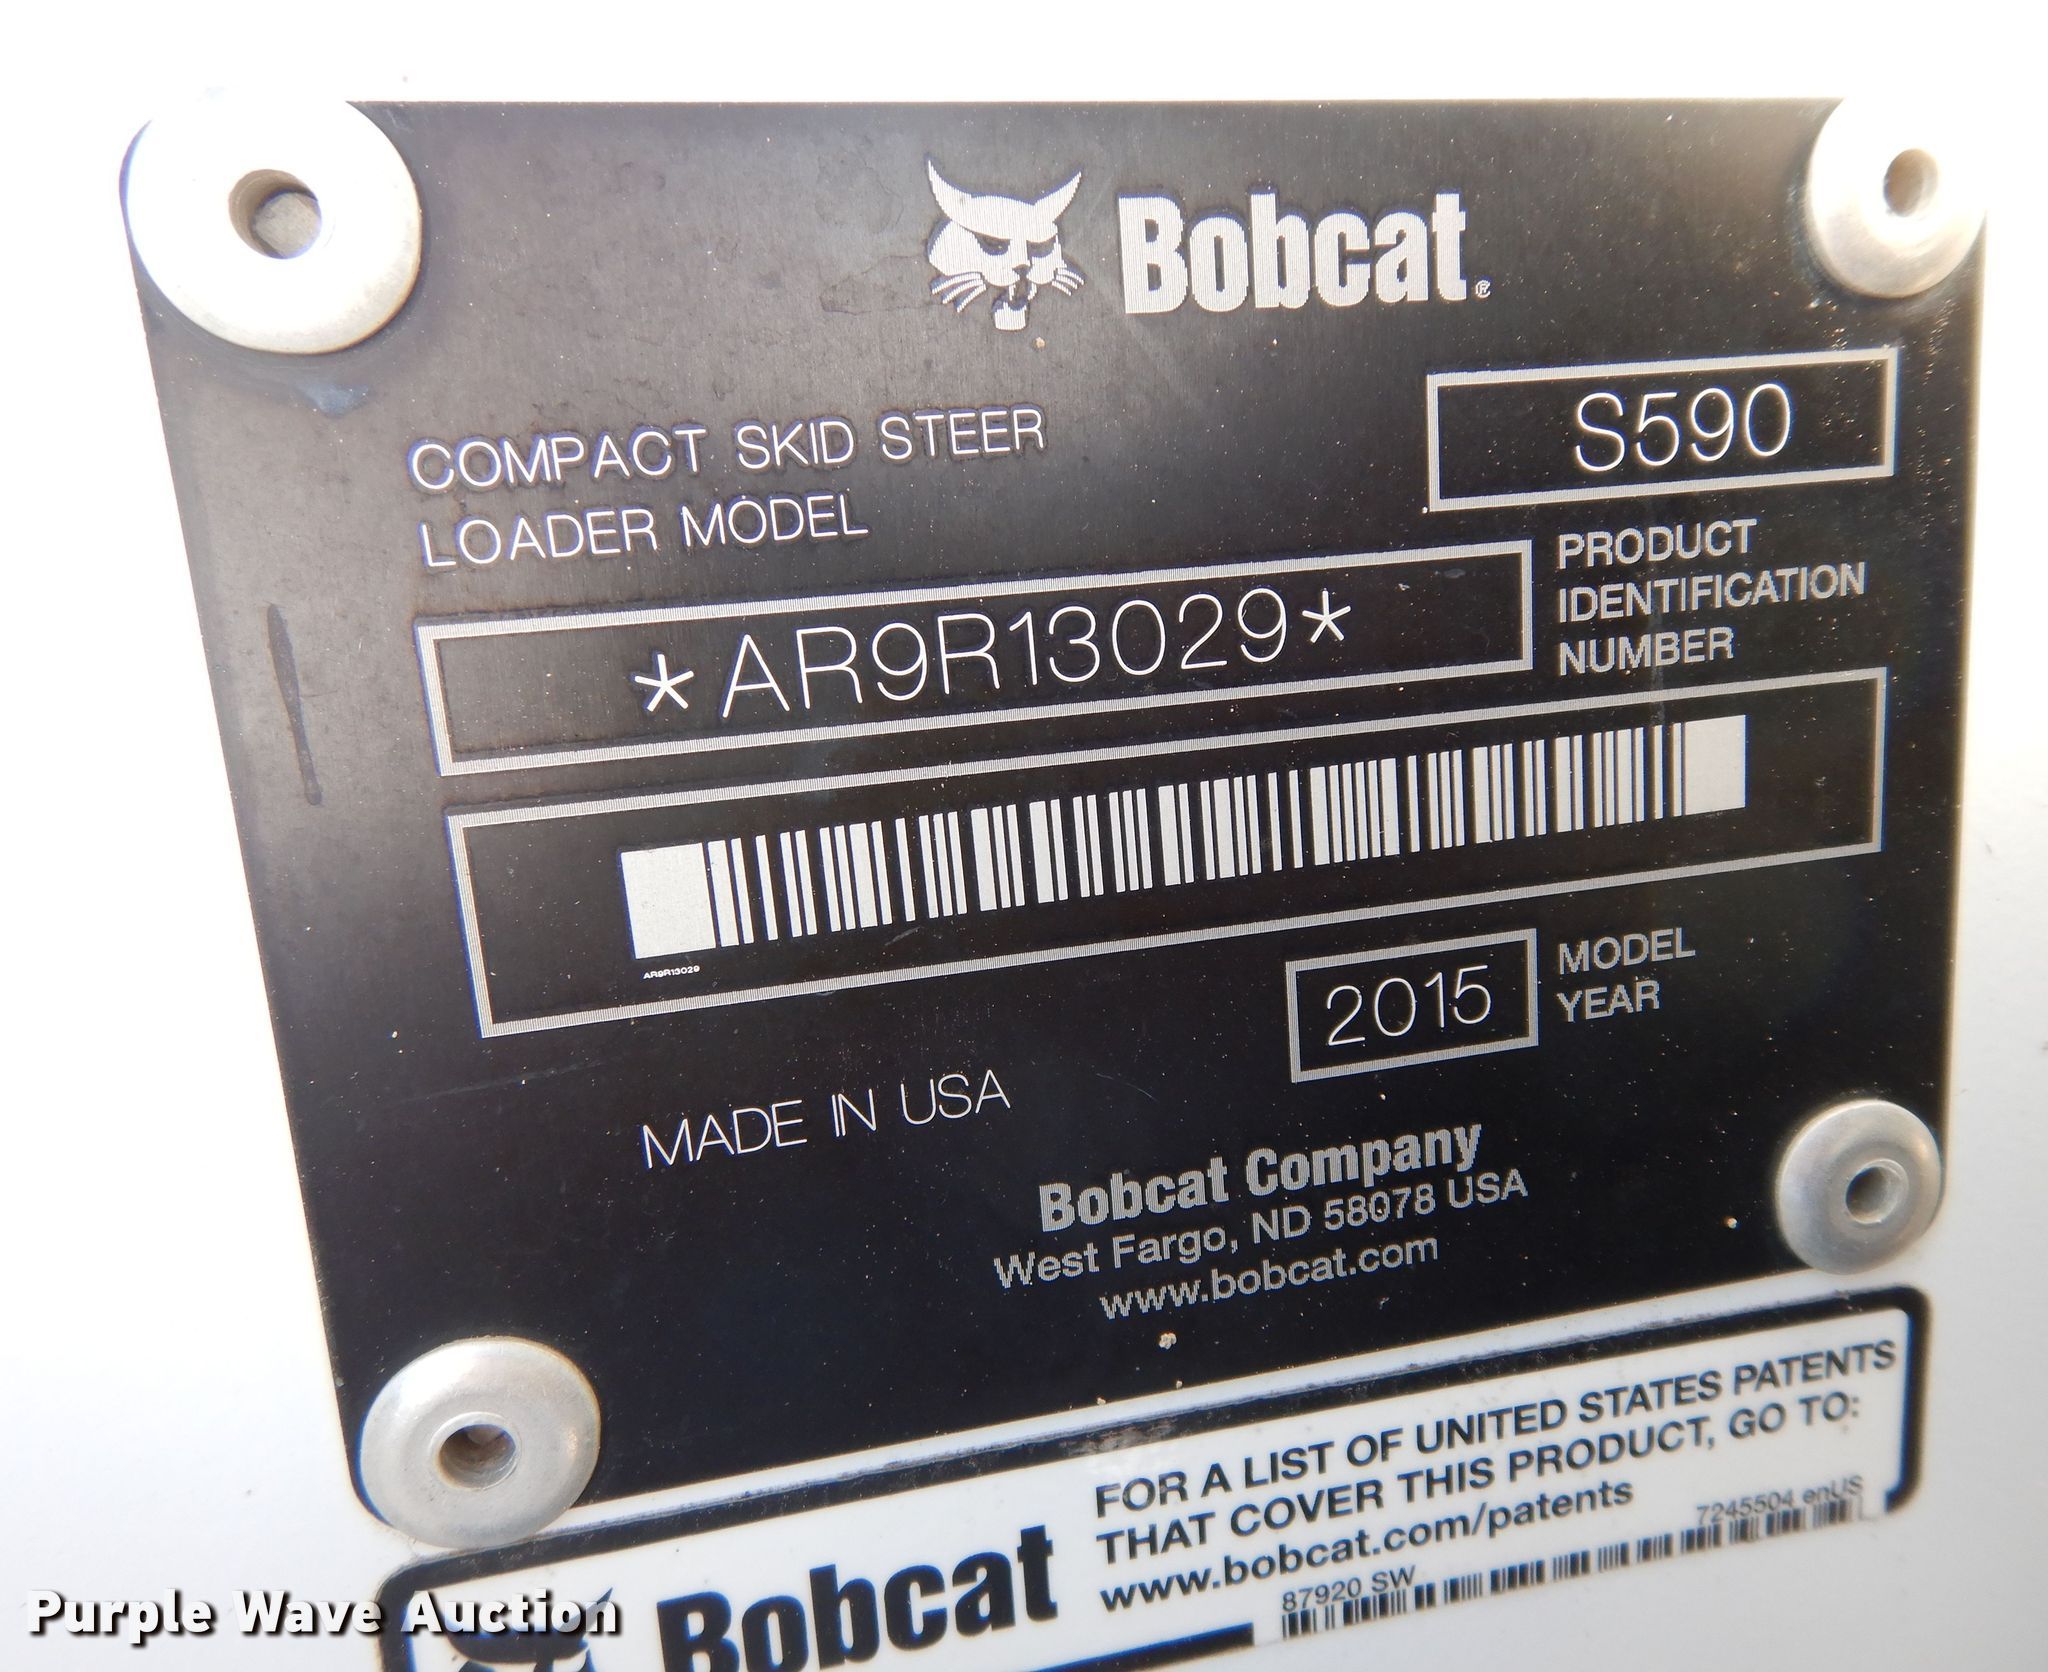 Bobcat®
COMPACT SKID STEER
LOADER MODEL
S590
*AR9R13029*
PRODUCT
IDENTIFICATION
NUMBER
AR9R13029
2015
MODEL
YEAR
MADE IN USA
Bobcat Company
West Fargo, ND 58078 USA
www.bobcat.com
Bobcat
FOR A LIST OF UNITED STATES PATENTS
THAT COVER THIS PRODUCT, GO TO:
www.bobcat.com/patents
7245504 enUS
87920 SW
Purple Wave Auction